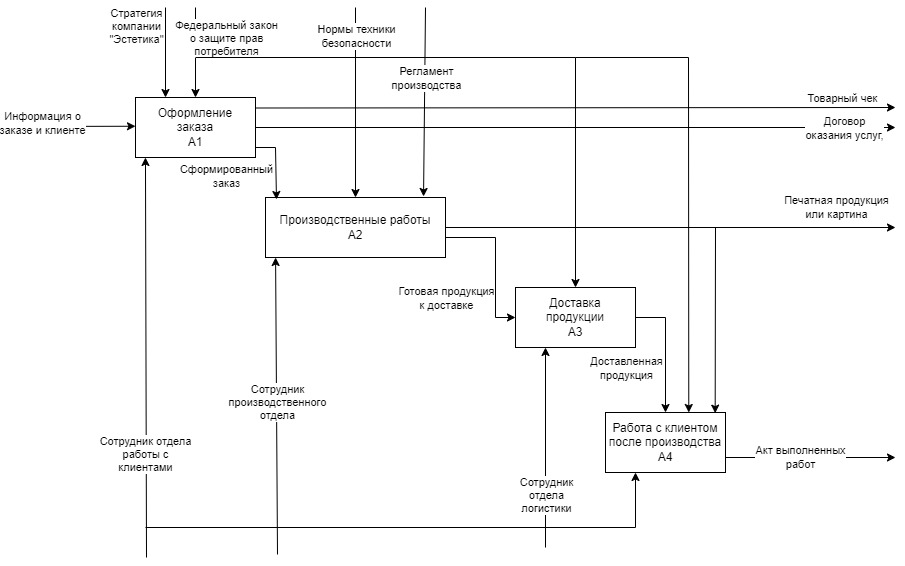 Стратегия
компании
"Эстетика"
Федеральный закон
о защите прав
потребителя
Нормы техники
безопасности
Регламент
производства
Информация о
заказе и клиенте
Оформление
заказа
А1
Товарный чек
Договор
оказания услуг,
Сформированный
заказ
Производственные работы
А2
Печатная продукция
или картина
Готовая продукция
к доставке
Доставка
продукции
А3
Доставленная
продукция
Сотрудник
производственного
отдела
Работа с клиентом
после производства
А4
Акт выполненных
работ
Сотрудник отдела
работы с
клиентами
Сотрудник
отдела
логистики